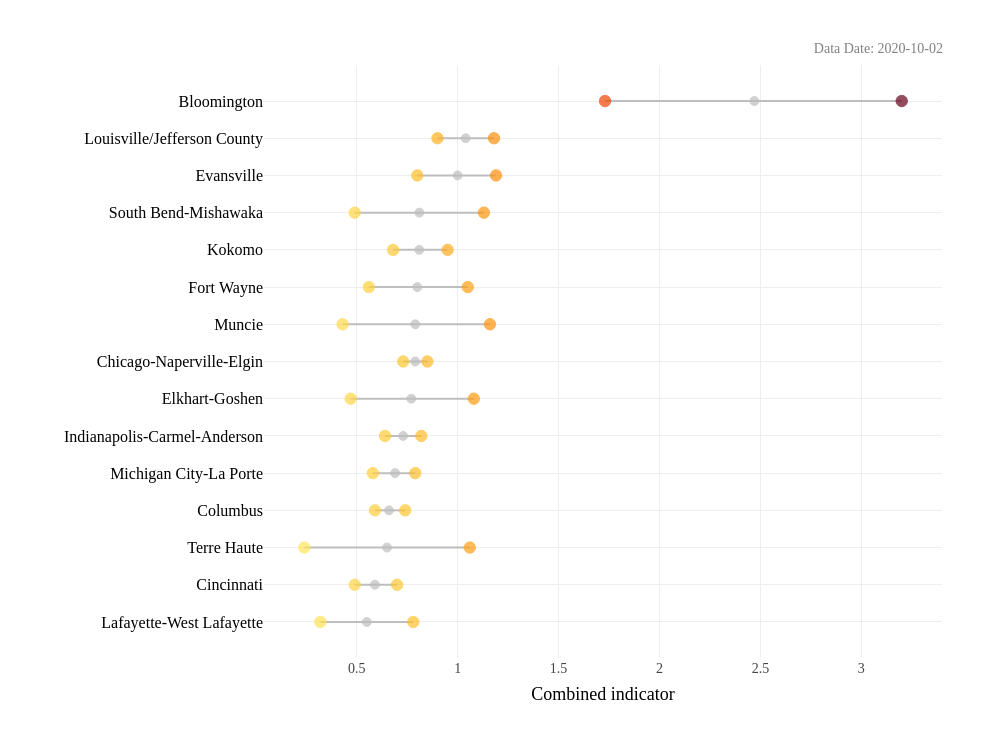 Data Date: 2020-10-02
Bloomington
Louisville/Jefferson County
Evansville
South Bend-Mishawaka
Kokomo
Fort Wayne
Muncie
Chicago-Naperville-Elgin
Elkhart-Goshen
Indianapolis-Carmel-Anderson
Michigan City-La Porte
Columbus
Terre Haute
Cincinnati
Lafayette-West Lafayette
0.5 1 1.5 2 2.5 3
Combined indicator